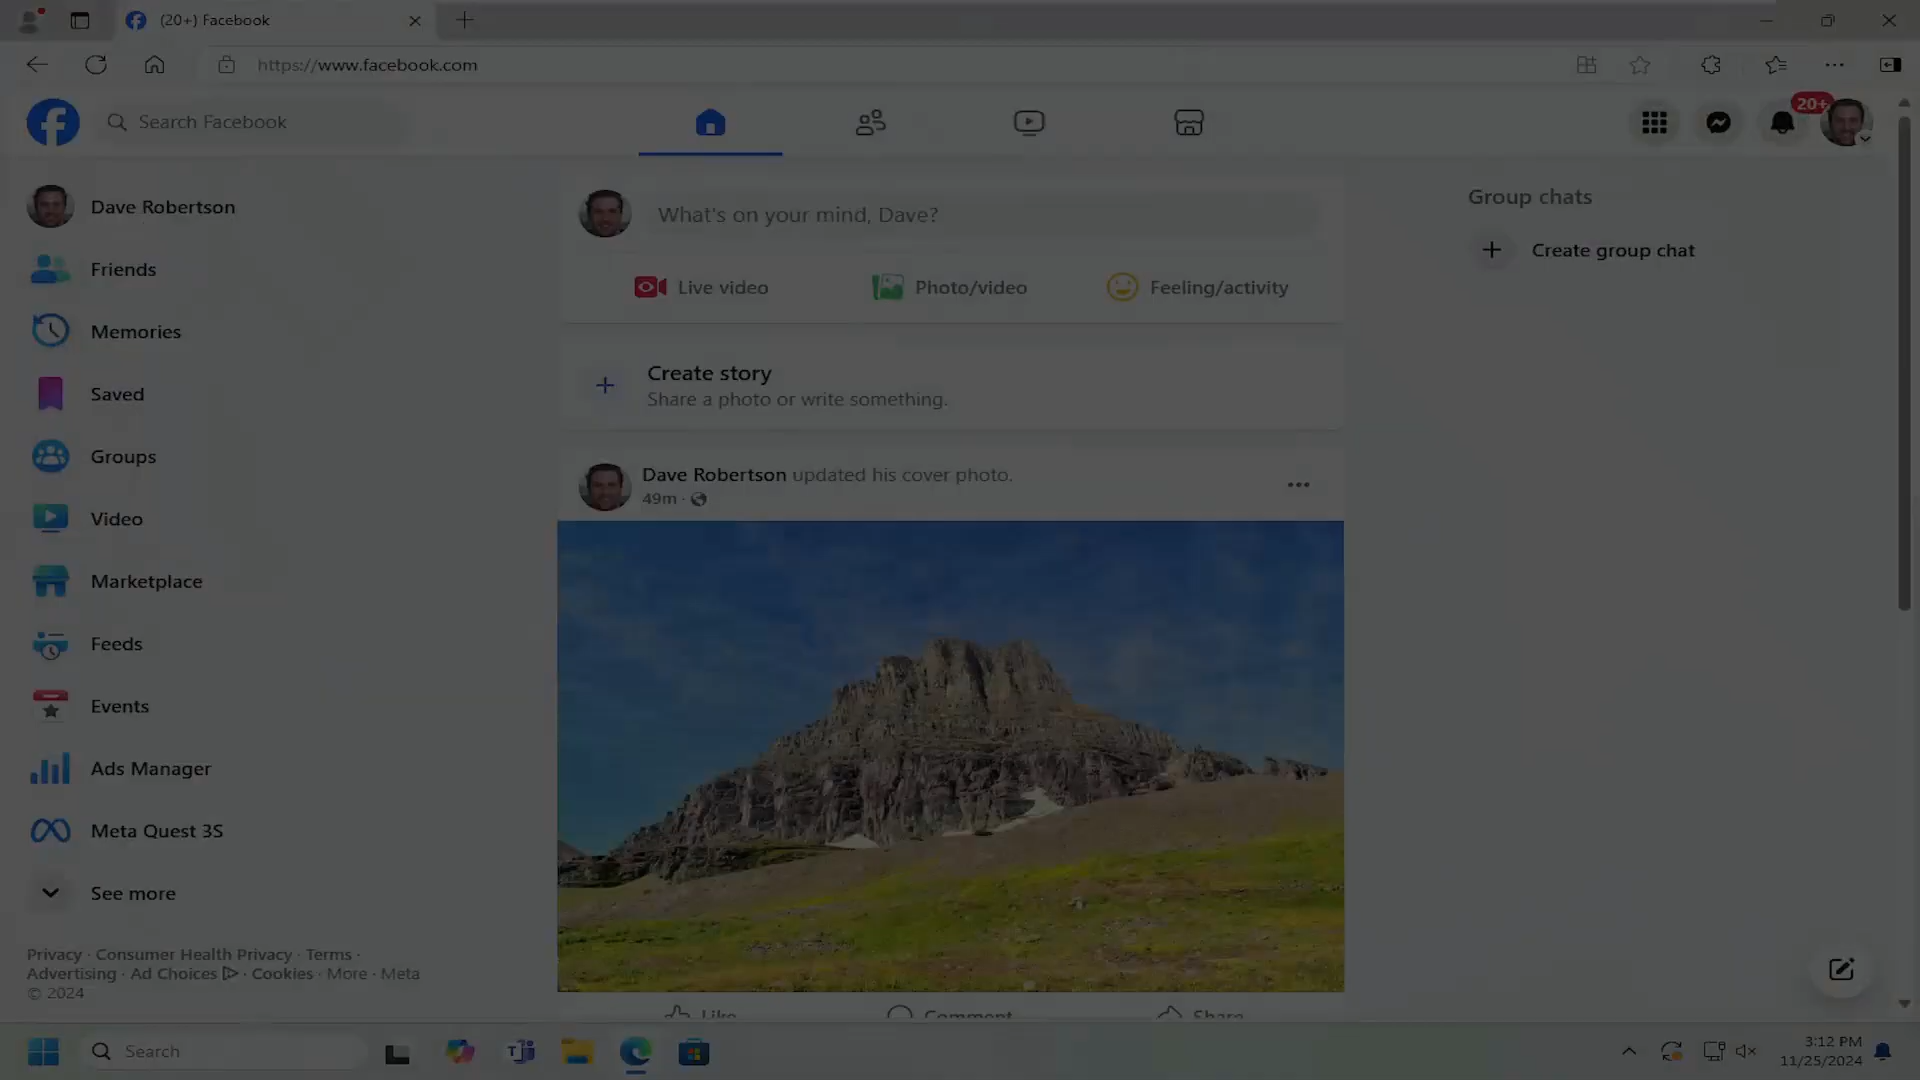 (20+) Facebook
https://www.facebook.com
Search Facebook
20+
Dave Robertson
Friends
Memories
Saved
Groups
Video
Marketplace
Feeds
Events
Ads Manager
Meta Quest 3S
See more
Privacy · Consumer Health Privacy · Terms ·
Advertising · Ad Choices · Cookies · More · Meta
© 2024
What's on your mind, Dave?
Live video
Photo/video
Feeling/activity
Create story
Share a photo or write something.
Dave Robertson updated his cover photo.
49m ·
Like
Comment
Share
Group chats
Create group chat
Search
3:12 PM
11/25/2024